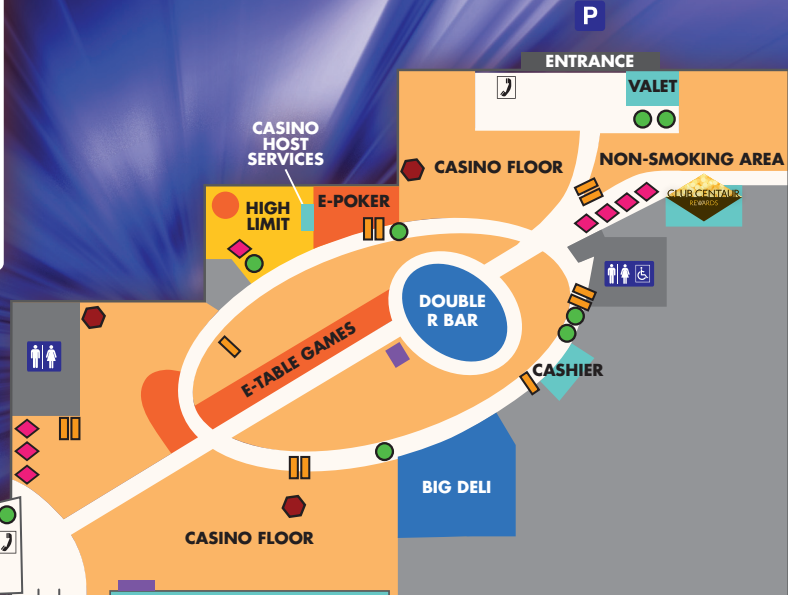 P
ENTRANCE
VALET
CASINO
HOST
SERVICES
CASINO FLOOR
NON-SMOKING AREA
CLUB CENTAUR
REWARDS
E-POKER
HIGH
LIMIT
DOUBLE
R BAR
E-TABLE GAMES
CASHIER
BIG DELI
CASINO FLOOR